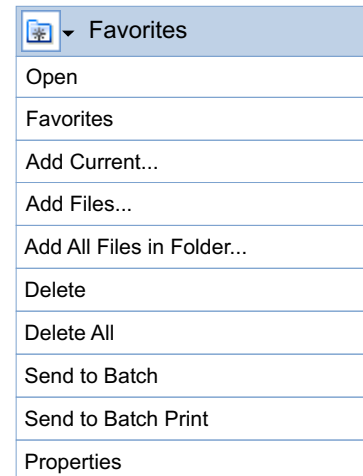 Favorites
Open
Favorites
Add Current...
Add Files...
Add All Files in Folder...
Delete
Delete All
Send to Batch
Send to Batch Print
Properties